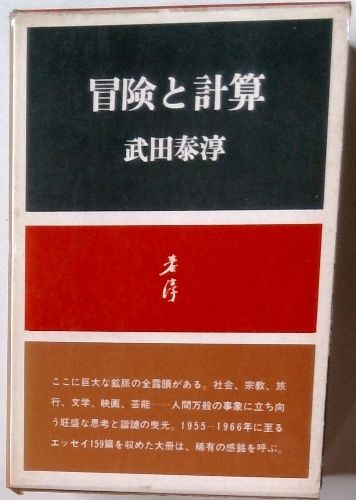 冒険と計算
武田泰淳
泰淳
ここに巨大な鉱脈の全露頭がある。社会、宗教、旅
行、文学、映画、芸能……人間万般の事象に立ち向
う旺盛な思考と諧謔の曳光。1955—1966年に至る
エッセイ159篇を収めた大冊は、稀有の感銘を呼ぶ。